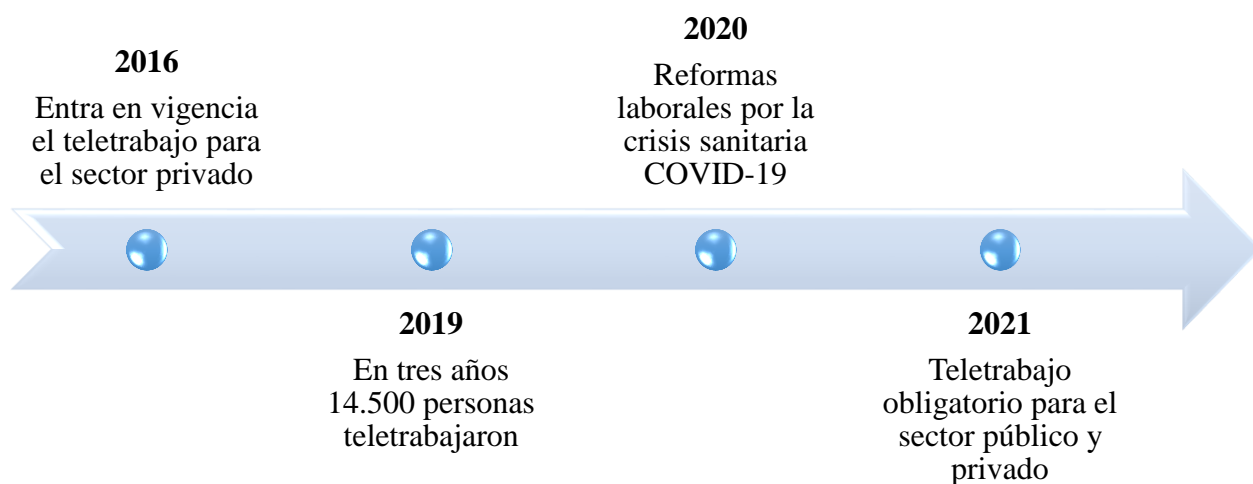 2016
Entra en vigencia
el teletrabajo para
el sector privado
2019
En tres años
14.500 personas
teletrabajaron
2020
Reformas
laborales por la
crisis sanitaria
COVID-19
2021
Teletrabajo
obligatorio para el
sector público y
privado